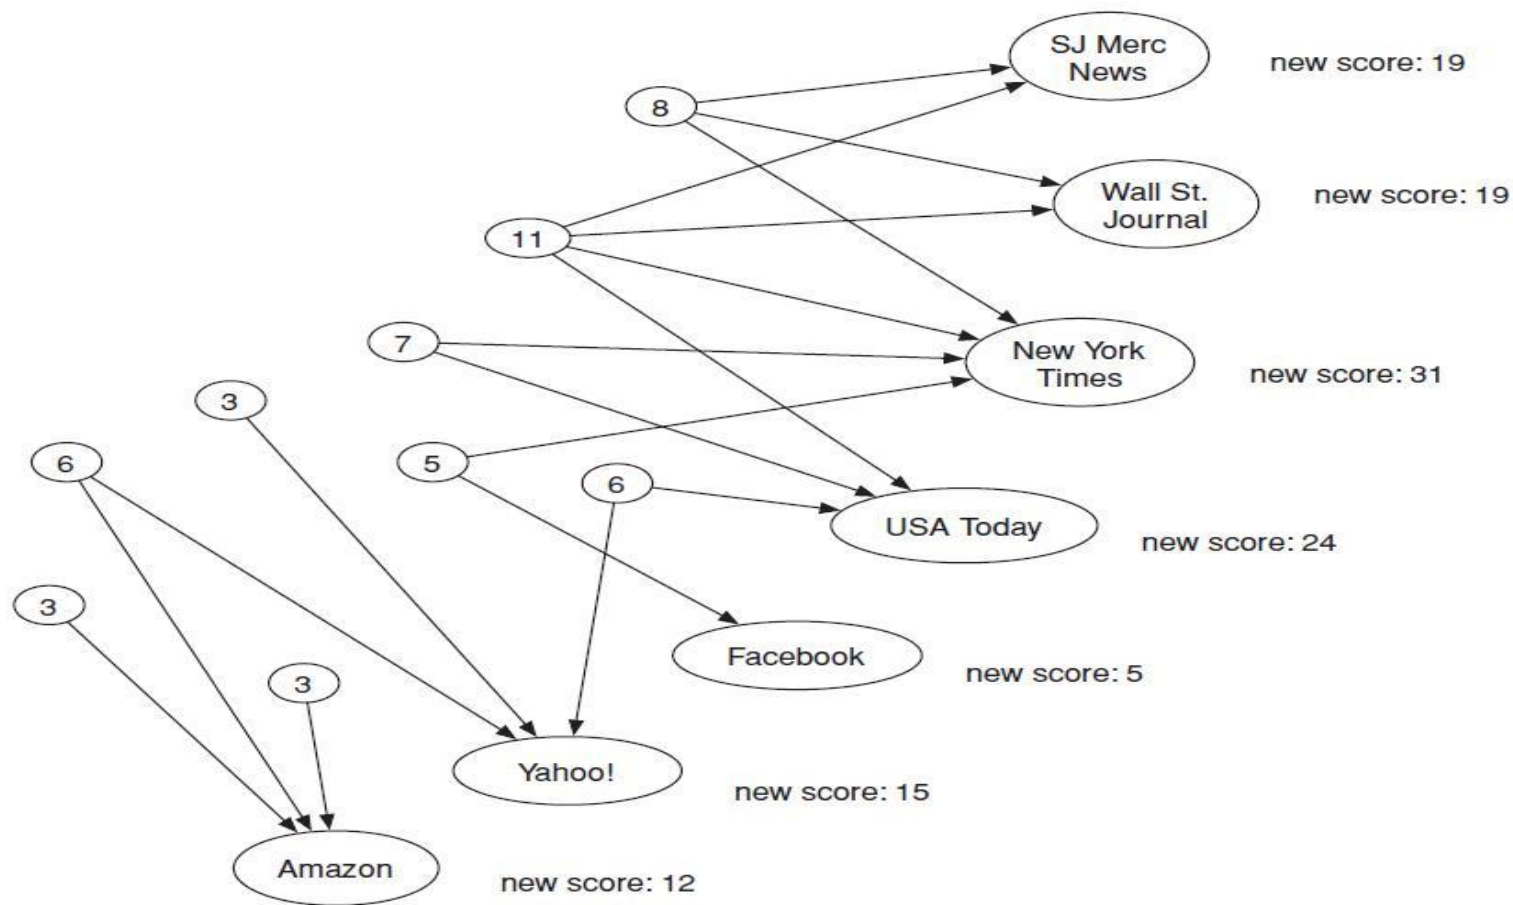 SJ Merc
News
new score: 19
8
Wall St.
Journal
new score: 19
11
7
New York
Times
new score: 31
3
6
5
6
USA Today
new score: 24
3
Facebook
new score: 5
3
Yahoo!
new score: 15
Amazon
new score: 12